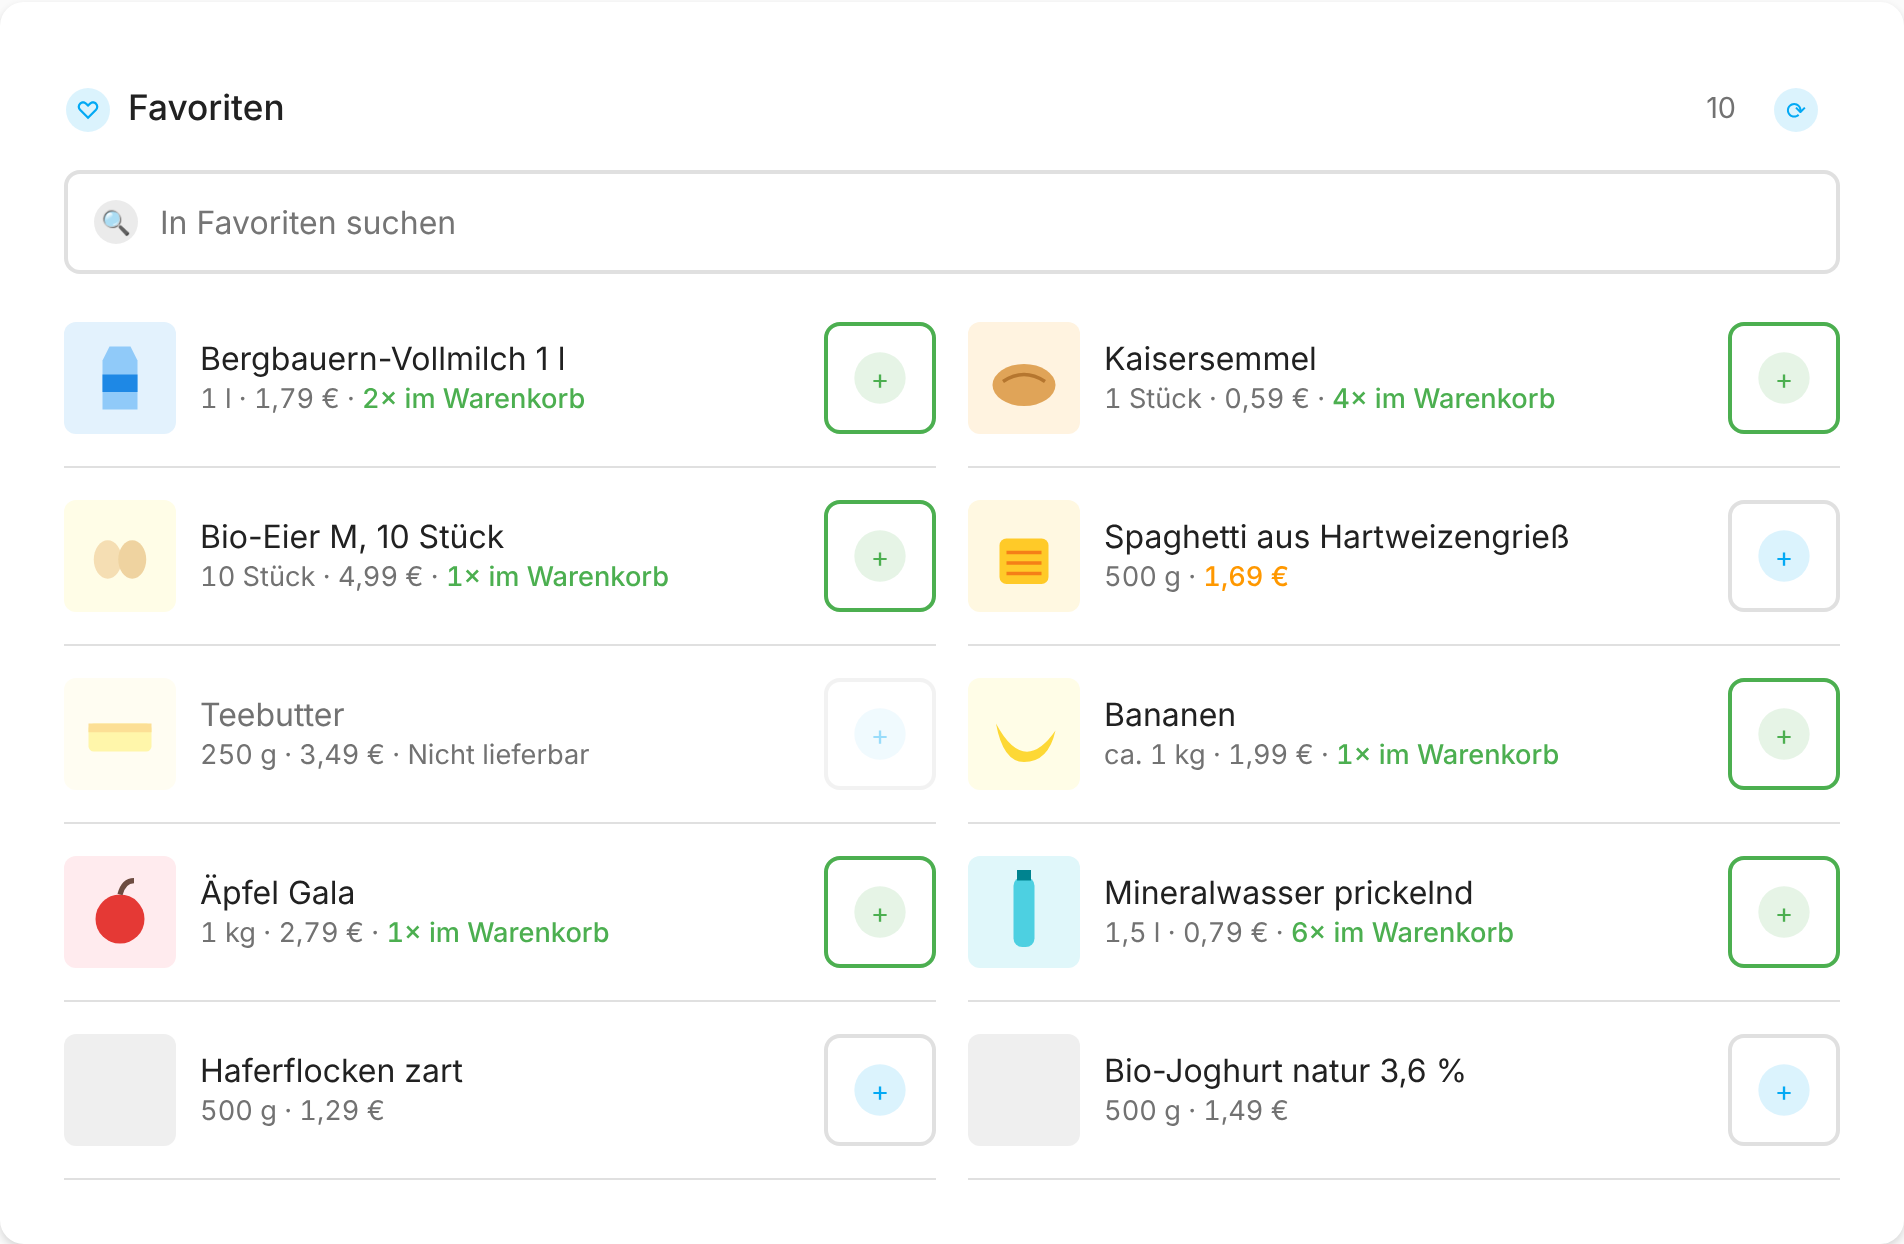 Favoriten
10
In Favoriten suchen
Bergbauern-Vollmilch 1 l
1 l · 1,79 € · 2× im Warenkorb
+
Kaisersemmel
1 Stück · 0,59 € · 4× im Warenkorb
+
Bio-Eier M, 10 Stück
10 Stück · 4,99 € · 1× im Warenkorb
+
Spaghetti aus Hartweizengrieß
500 g · 1,69 €
+
Teebutter
250 g · 3,49 € · Nicht lieferbar
+
Bananen
ca. 1 kg · 1,99 € · 1× im Warenkorb
+
Äpfel Gala
1 kg · 2,79 € · 1× im Warenkorb
+
Mineralwasser prickelnd
1,5 l · 0,79 € · 6× im Warenkorb
+
Haferflocken zart
500 g · 1,29 €
+
Bio-Joghurt natur 3,6 %
500 g · 1,49 €
+